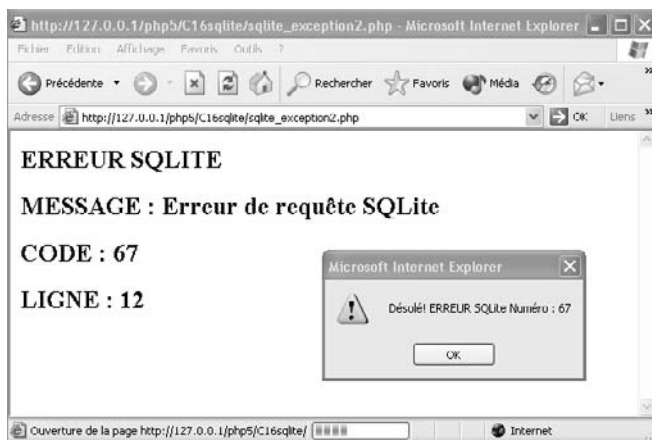 http://127.0.0.1/php5/C16sqlite/sqlite_exception2.php - Microsoft Internet Explorer
Fichier Edition Affichage Favoris Outils ?
Précédente Rechercher Favoris Média
Adresse http://127.0.0.1/php5/C16sqlite/sqlite_exception2.php OK Liens
ERREUR SQLITE
MESSAGE : Erreur de requête SQLite
CODE : 67
LIGNE : 12
Microsoft Internet Explorer
Désolé! ERREUR SQLite Numéro : 67
OK
Ouverture de la page http://127.0.0.1/php5/C16sqlite/ Internet